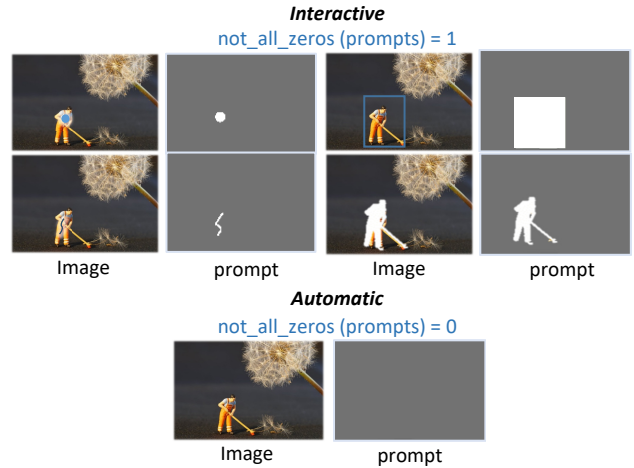 Interactive
not_all_zeros (prompts) = 1
Image prompt Image prompt
Automatic
not_all_zeros (prompts) = 0
Image prompt